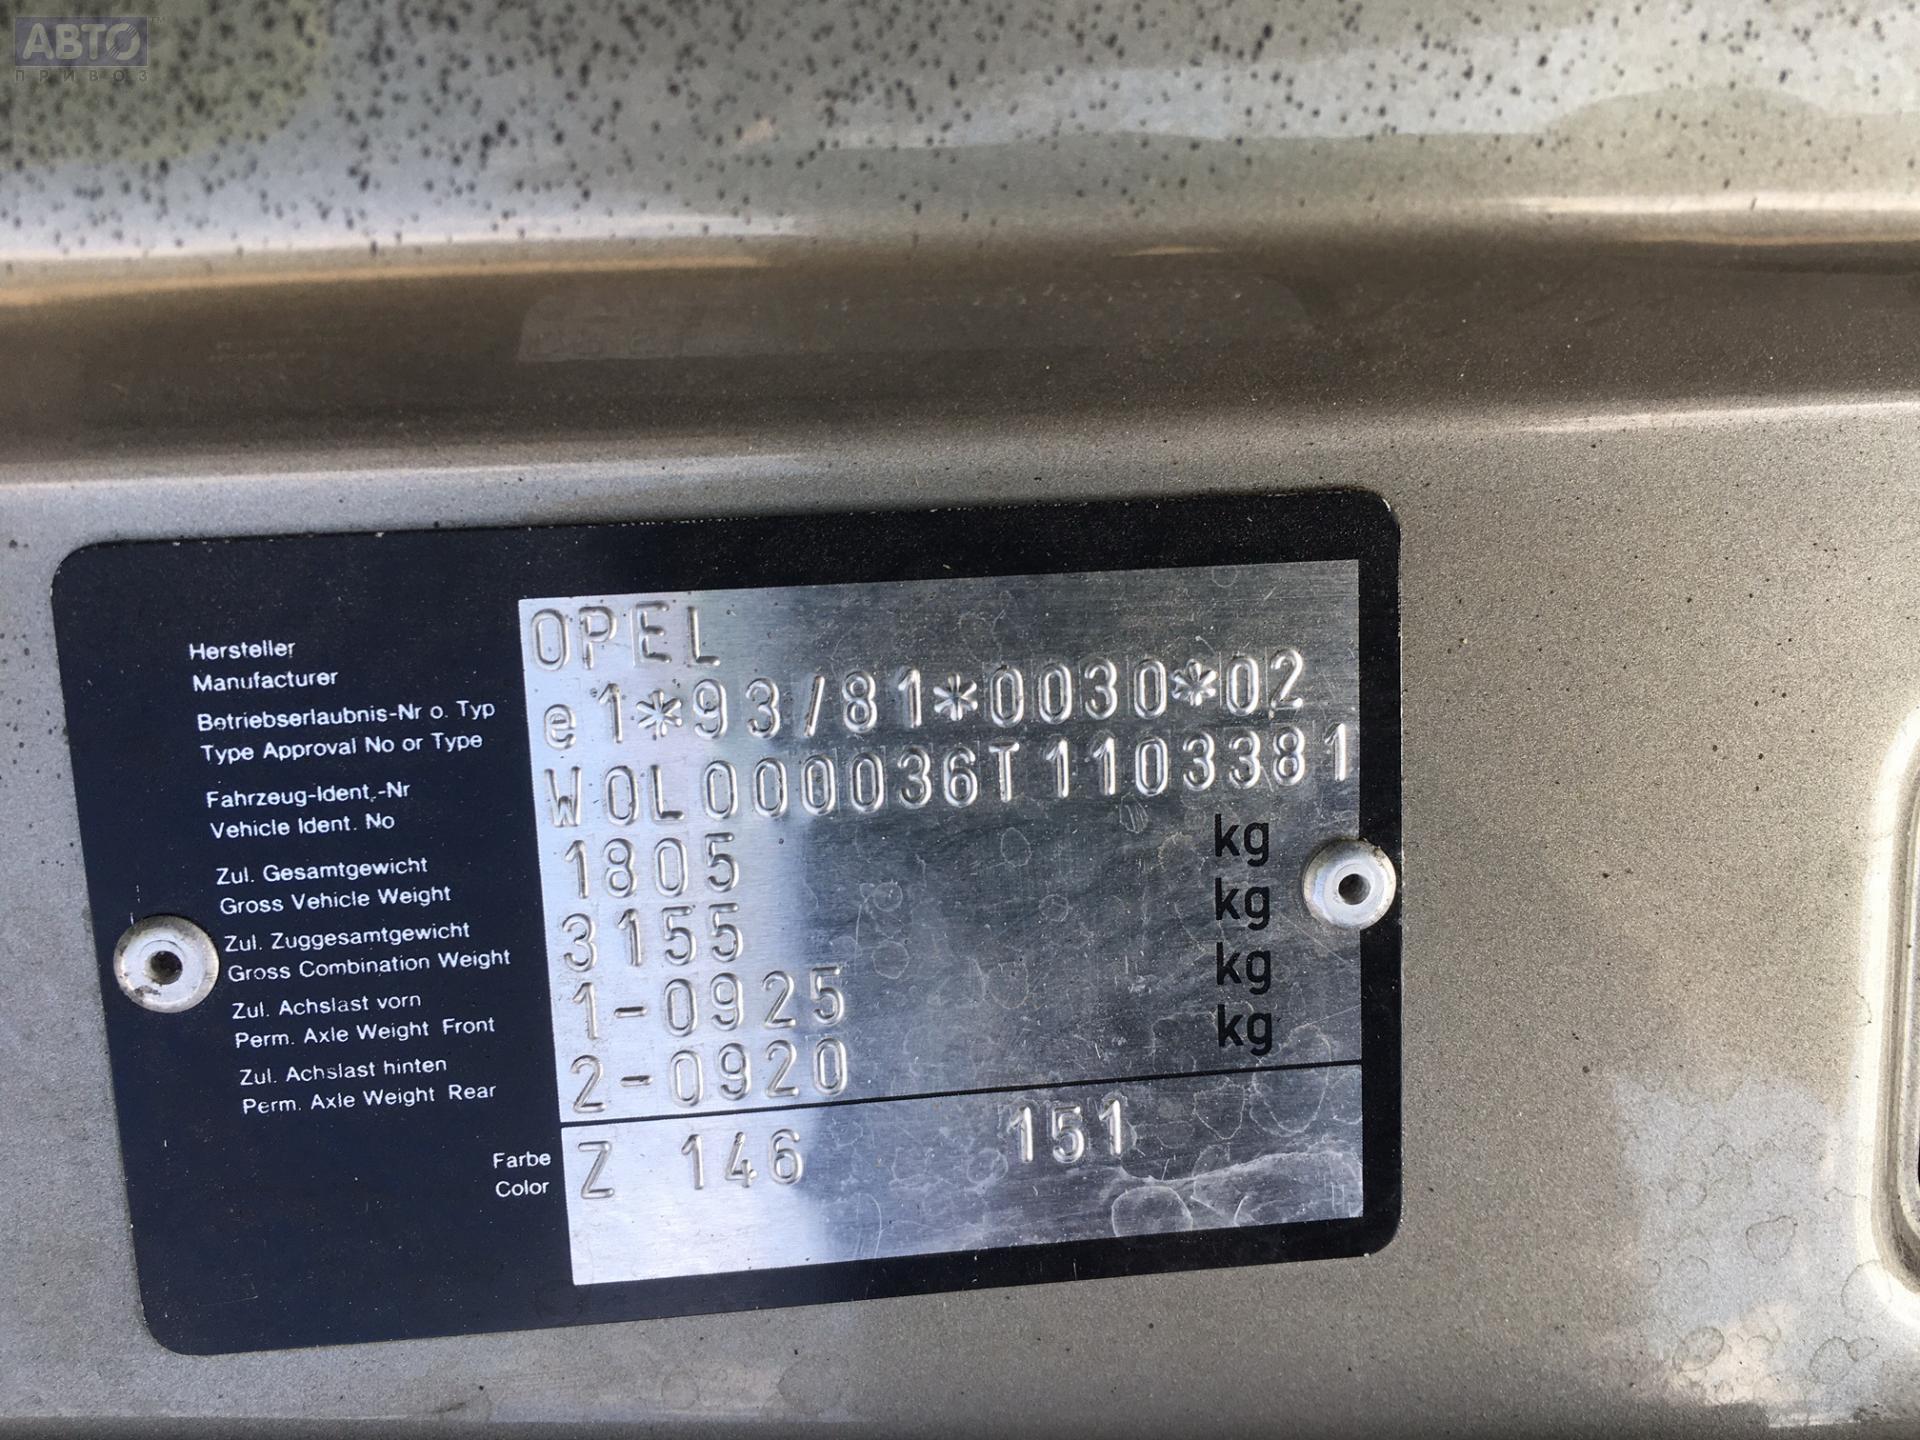 АВТО
ПРИВОЗ
Hersteller
Manufacturer
OPEL
Betriebserlaubnis-Nr o. Typ
Type Approval No or Type
e1*93/81*0030*02
Fahrzeug-Ident.-Nr
Vehicle Ident. No
W0L000036T1103381
Zul. Gesamtgewicht
Gross Vehicle Weight
1805 kg
Zul. Zuggesamtgewicht
Gross Combination Weight
3155 kg
Zul. Achslast vorn
Perm. Axle Weight Front
1-0925 kg
Zul. Achslast hinten
Perm. Axle Weight Rear
2-0920 kg
Farbe
Color
Z 146 151